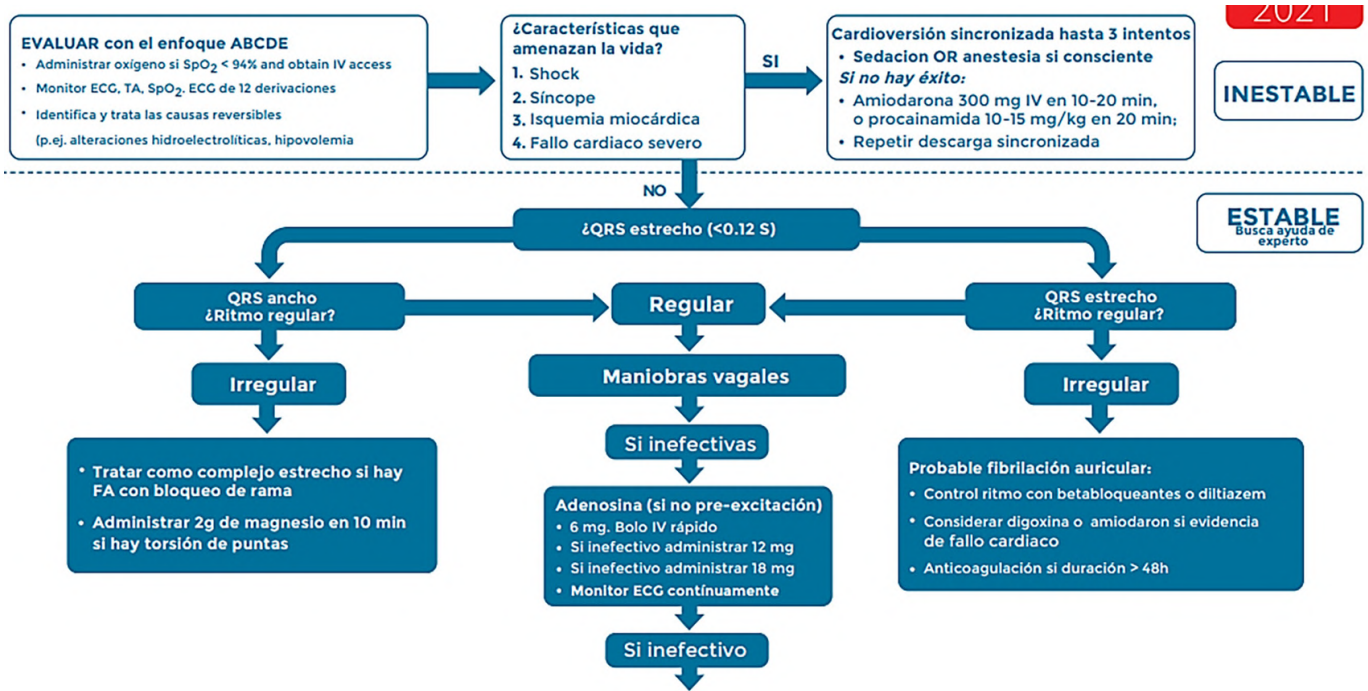 2021
EVALUAR con el enfoque ABCDE
• Administrar oxígeno si SpO₂ < 94% and obtain IV access
• Monitor ECG, TA, SpO₂. ECG de 12 derivaciones
• Identifica y trata las causas reversibles
(p.ej. alteraciones hidroelectrolíticas, hipovolemia
¿Características que
amenazan la vida?
1. Shock
2. Síncope
3. Isquemia miocárdica
4. Fallo cardiaco severo
SI
Cardioversión sincronizada hasta 3 intentos
• Sedacion OR anestesia si consciente
Si no hay éxito:
• Amiodarona 300 mg IV en 10-20 min,
o procainamida 10-15 mg/kg en 20 min;
• Repetir descarga sincronizada
INESTABLE
NO
¿QRS estrecho (<0.12 S)
ESTABLE
Busca ayuda de
experto
QRS ancho
¿Ritmo regular?
Regular
QRS estrecho
¿Ritmo regular?
Irregular
Maniobras vagales
Irregular
Si inefectivas
• Tratar como complejo estrecho si hay
FA con bloqueo de rama
• Administrar 2g de magnesio en 10 min
si hay torsión de puntas
Adenosina (si no pre-excitación)
• 6 mg. Bolo IV rápido
• Si inefectivo administrar 12 mg
• Si inefectivo administrar 18 mg
• Monitor ECG contínuamente
Probable fibrilación auricular:
• Control ritmo con betabloqueantes o diltiazem
• Considerar digoxina o amiodaron si evidencia
de fallo cardiaco
• Anticoagulación si duración > 48h
Si inefectivo